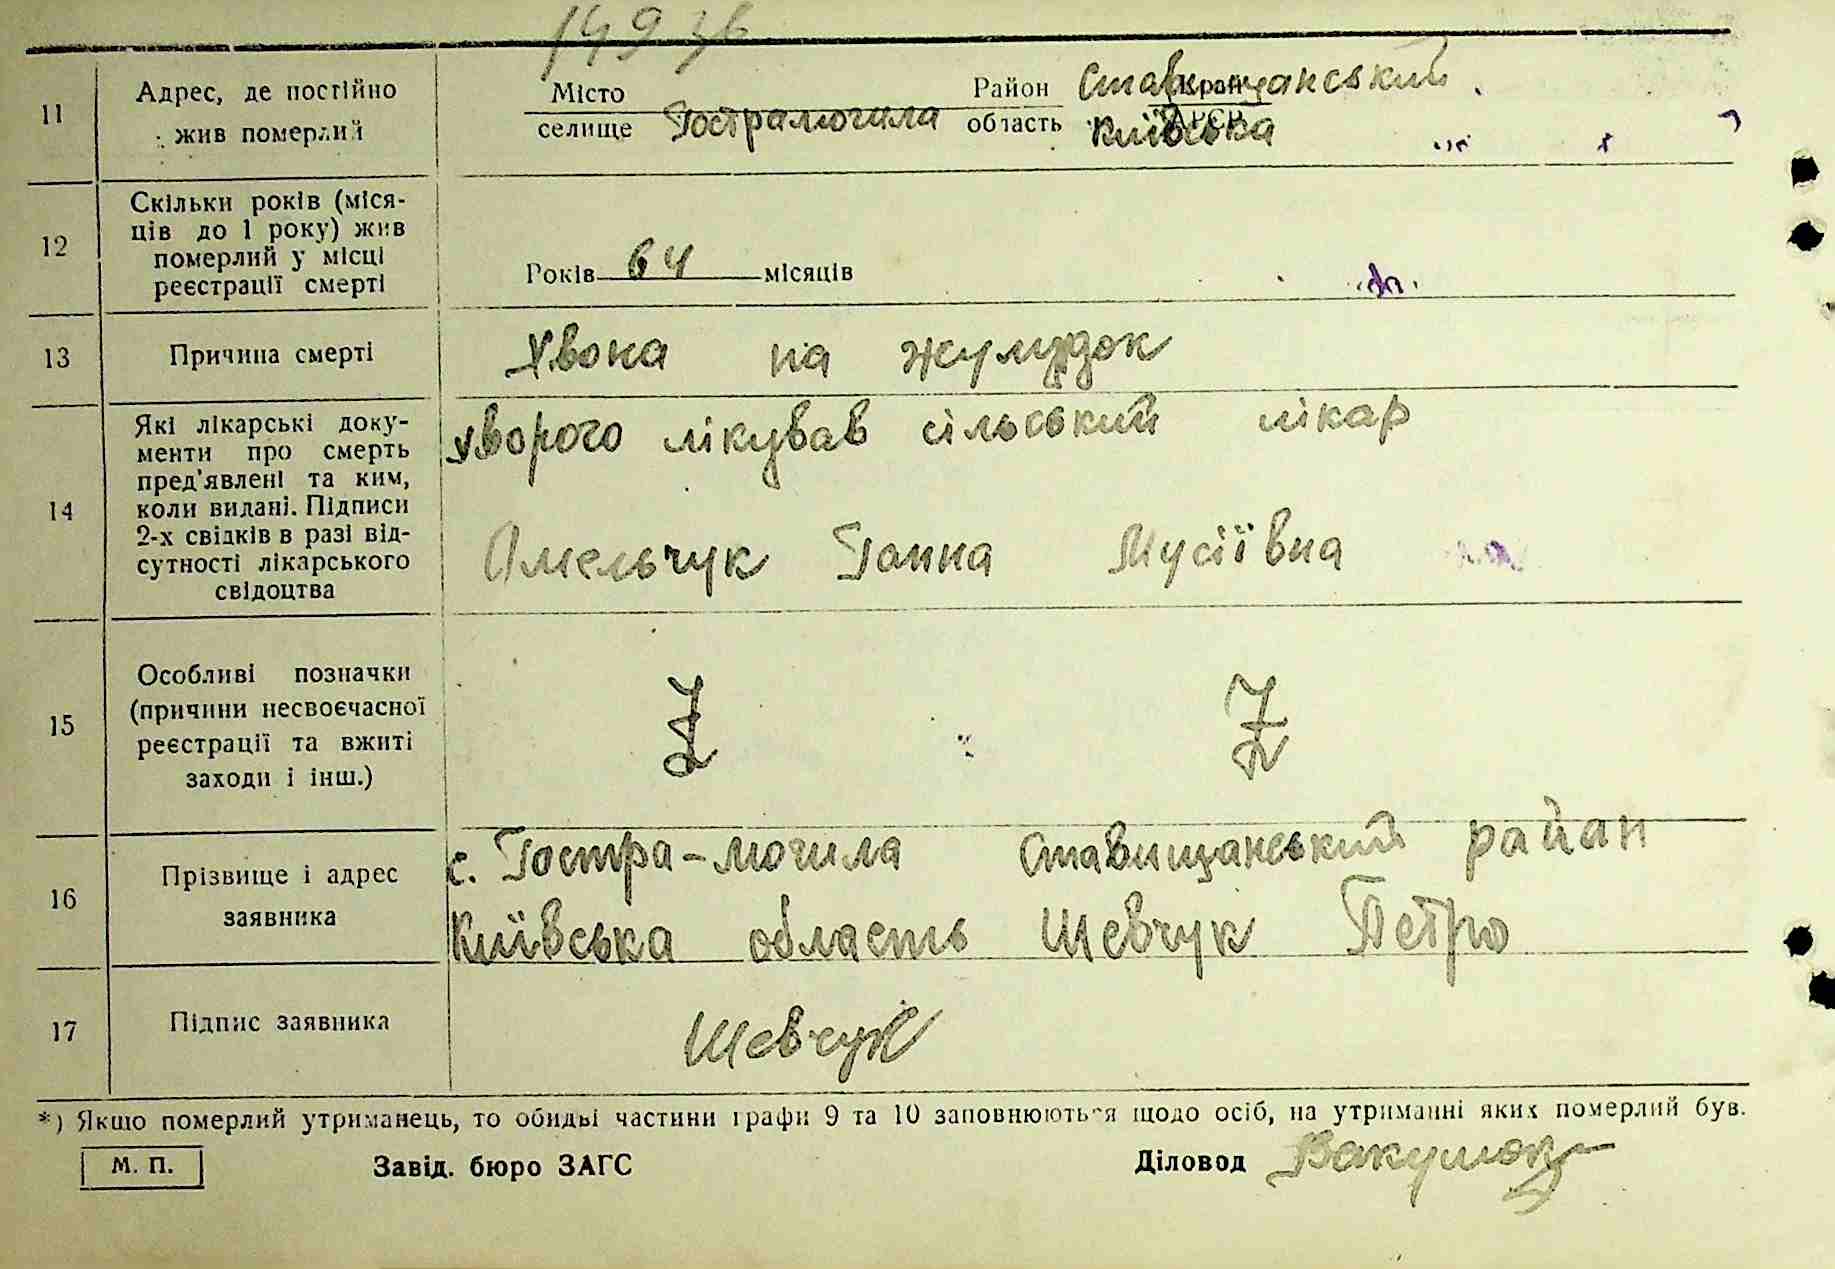 11 Адрес, де постійно жив померлий
Місто селище Гострамогила Район область Ставищанський Київська
12 Скільки років (міся-
ців до 1 року) жив
померлий у місці
реєстрації смерті
Років 64 місяців
13 Причина смерті
Хвона на жулудок
14 Які лікарські доку-
менти про смерть
пред'явлені та ким,
коли видані. Підписи
2-х свідків в разі від-
сутності лікарського
свідоцтва
хворого лікував сільський лікар
Омельчук Ганна Мусіївна
15 Особливі позначки
(причини несвоєчасної
реєстрації та вжиті
заходи і інш.)
Z Z
16 Прізвище і адрес
заявника
с. Гостра-могила Ставищанський район
Київська область Шевчук Петро
17 Підпис заявника
Шевчук
*) Якщо померлий утриманець, то обидві частини графи 9 та 10 заповнюються щодо осіб, на утриманні яких померлий був.
М. П. Завід. бюро ЗАГС Діловод